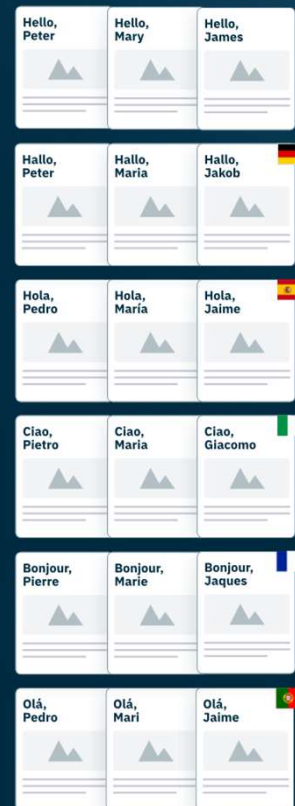 Hello,
Peter
Hello,
Mary
Hello,
James
Hallo,
Peter
Hallo,
Maria
Hallo,
Jakob
Hola,
Pedro
Hola,
María
Hola,
Jaime
Ciao,
Pietro
Ciao,
Maria
Ciao,
Giacomo
Bonjour,
Pierre
Bonjour,
Marie
Bonjour,
Jaques
Olá,
Pedro
Olá,
Mari
Olá,
Jaime